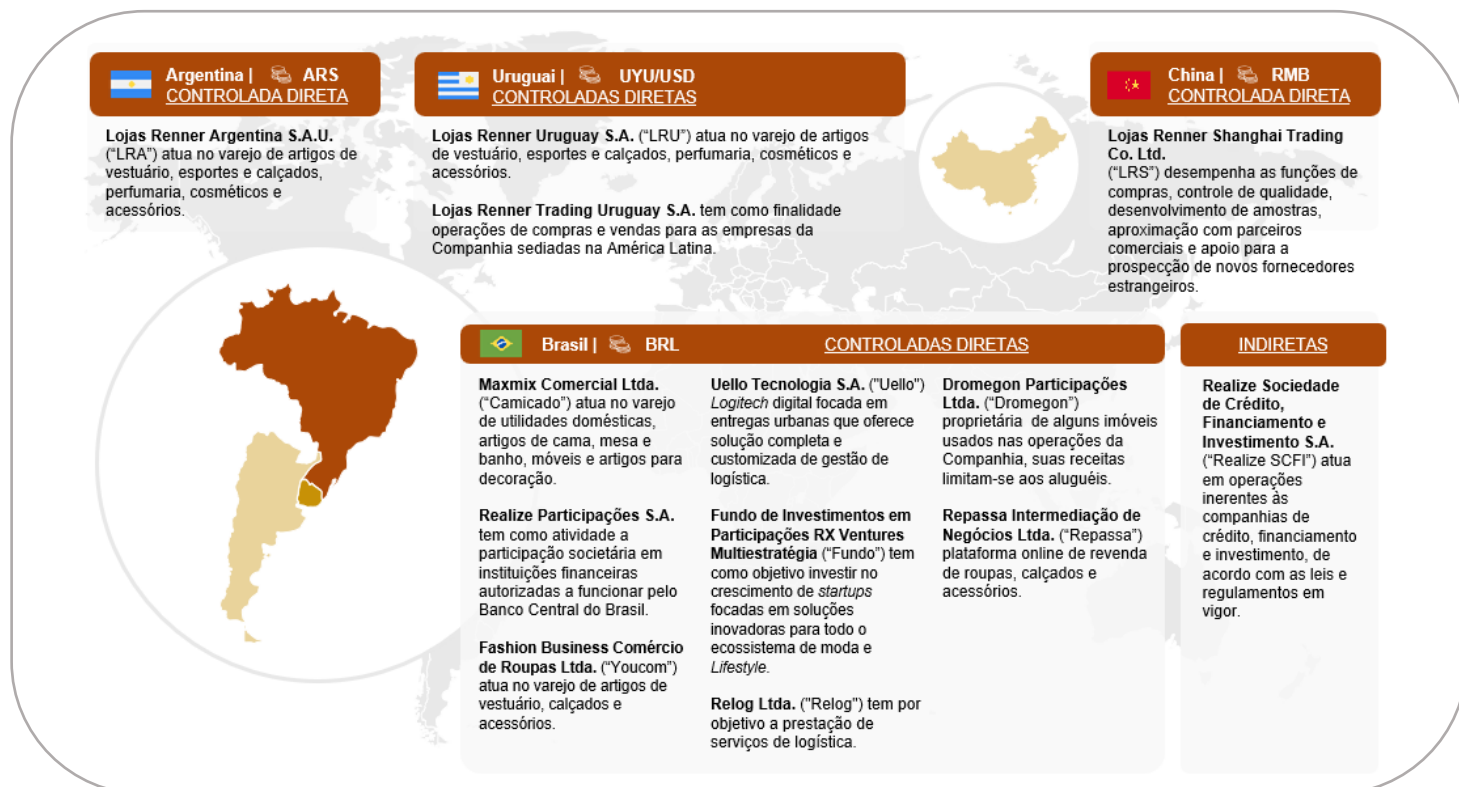 Argentina | ARS
CONTROLADA DIRETA
Lojas Renner Argentina S.A.U.
(“LRA”) atua no varejo de artigos de
vestuário, esportes e calçados,
perfumaria, cosméticos e
acessórios.
Uruguai | UYU/USD
CONTROLADAS DIRETAS
Lojas Renner Uruguay S.A. (“LRU”) atua no varejo de artigos
de vestuário, esportes e calçados, perfumaria, cosméticos e
acessórios.
Lojas Renner Trading Uruguay S.A. tem como finalidade
operações de compras e vendas para as empresas da
Companhia sediadas na América Latina.
China | RMB
CONTROLADA DIRETA
Lojas Renner Shanghai Trading
Co. Ltd.
(“LRS”) desempenha as funções de
compras, controle de qualidade,
desenvolvimento de amostras,
aproximação com parceiros
comerciais e apoio para a
prospecção de novos fornecedores
estrangeiros.
Brasil | BRL CONTROLADAS DIRETAS
Maxmix Comercial Ltda.
(“Camicado”) atua no varejo
de utilidades domésticas,
artigos de cama, mesa e
banho, móveis e artigos para
decoração.
Realize Participações S.A.
tem como atividade a
participação societária em
instituições financeiras
autorizadas a funcionar pelo
Banco Central do Brasil.
Fashion Business Comércio
de Roupas Ltda. (“Youcom”)
atua no varejo de artigos de
vestuário, calçados e
acessórios.
Uello Tecnologia S.A. ("Uello")
Logitech digital focada em
entregas urbanas que oferece
solução completa e
customizada de gestão de
logística.
Fundo de Investimentos em
Participações RX Ventures
Multiestratégia (“Fundo”) tem
como objetivo investir no
crescimento de startups
focadas em soluções
inovadoras para todo o
ecossistema de moda e
Lifestyle.
Relog Ltda. ("Relog") tem por
objetivo a prestação de
serviços de logística.
Dromegon Participações
Ltda. (“Dromegon”)
proprietária de alguns imóveis
usados nas operações da
Companhia, suas receitas
limitam-se aos aluguéis.
Repassa Intermediação de
Negócios Ltda. (“Repassa”)
plataforma online de revenda
de roupas, calçados e
acessórios.
INDIRETAS
Realize Sociedade
de Crédito,
Financiamento e
Investimento S.A.
(“Realize SCFI”) atua
em operações
inerentes às
companhias de
crédito, financiamento
e investimento, de
acordo com as leis e
regulamentos em
vigor.